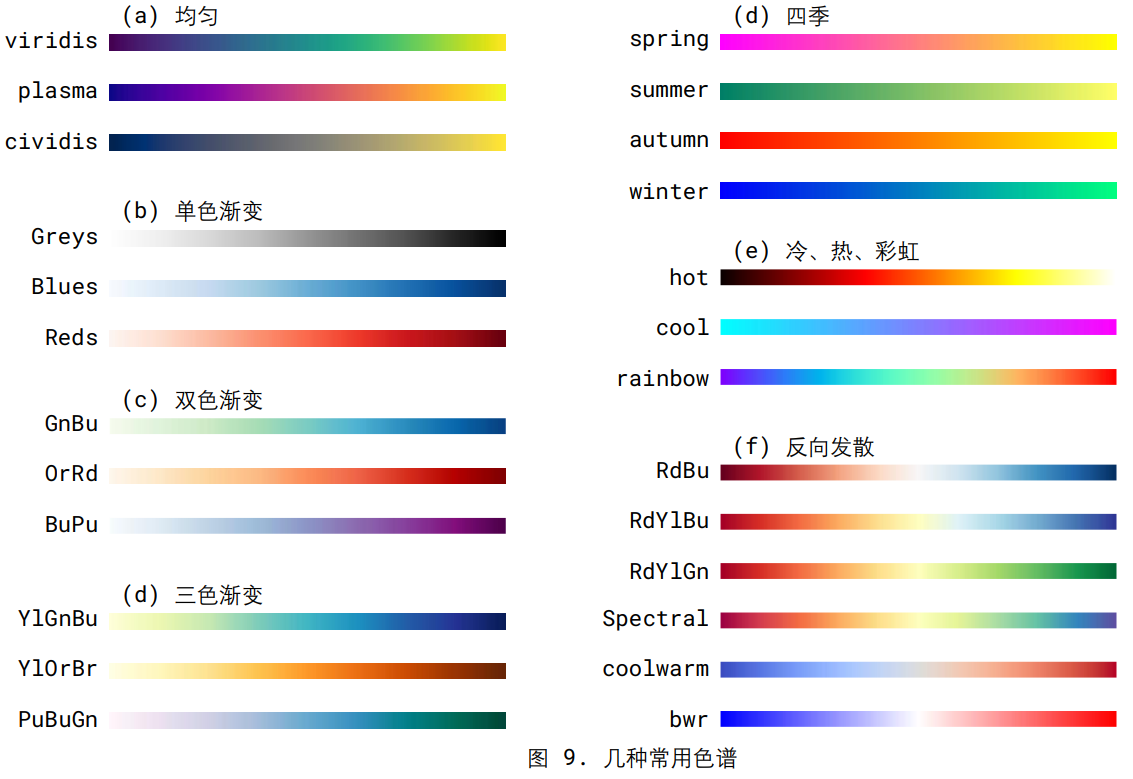 (a) 均匀
viridis
plasma
cividis
(b) 单色渐变
Greys
Blues
Reds
(c) 双色渐变
GnBu
OrRd
BuPu
(d) 三色渐变
YlGnBu
YlOrBr
PuBuGn
(d) 四季
spring
summer
autumn
winter
(e) 冷、热、彩虹
hot
cool
rainbow
(f) 反向发散
RdBu
RdYlBu
RdYlGn
Spectral
coolwarm
bwr
图 9. 几种常用色谱